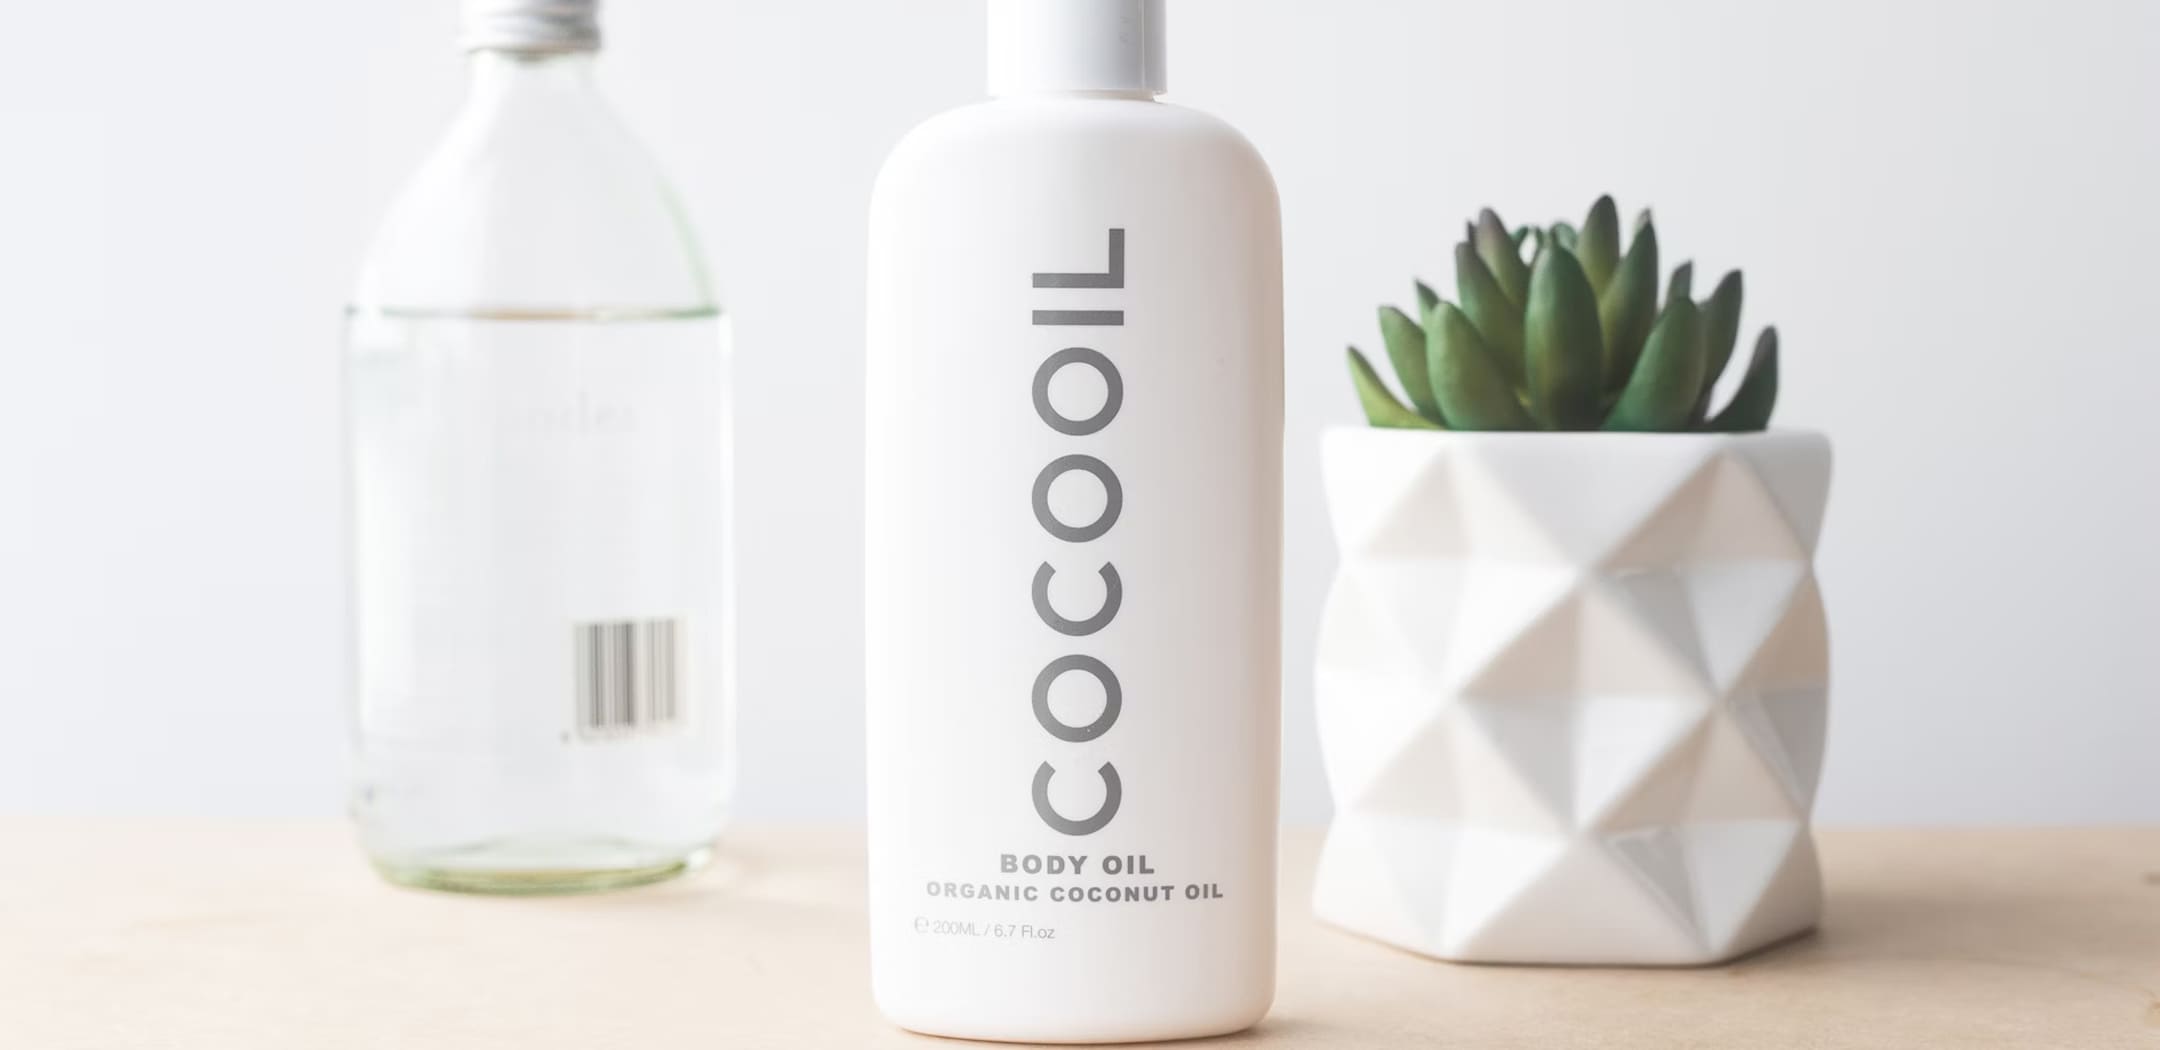 COCOOIL
BODY OIL
ORGANIC COCONUT OIL
℮ 200ML / 6.7 Fl.oz